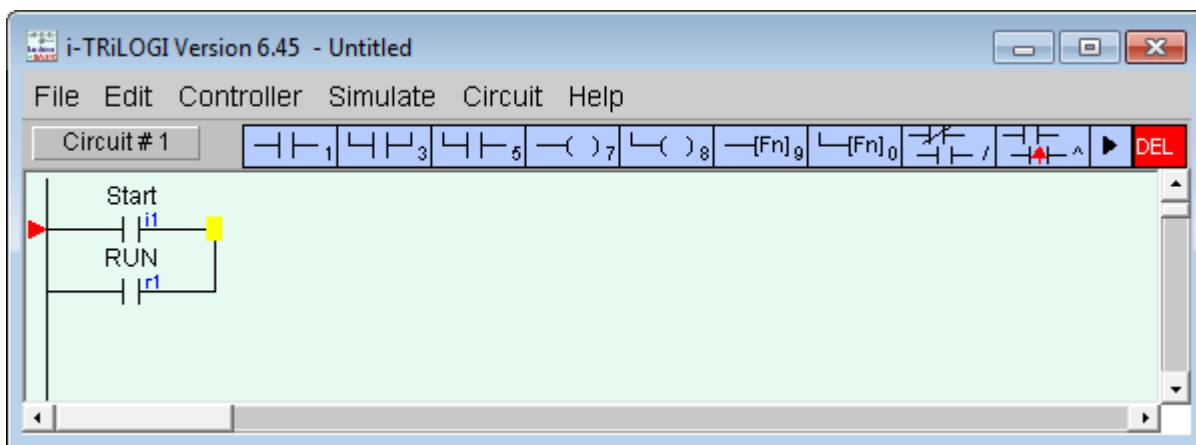 i-TRiLOGI Version 6.45 - Untitled
File Edit Controller Simulate Circuit Help
Circuit # 1 1 3 5 7 8 [Fn] 9 [Fn] 0 / ^ DEL
Start
i1
RUN
r1